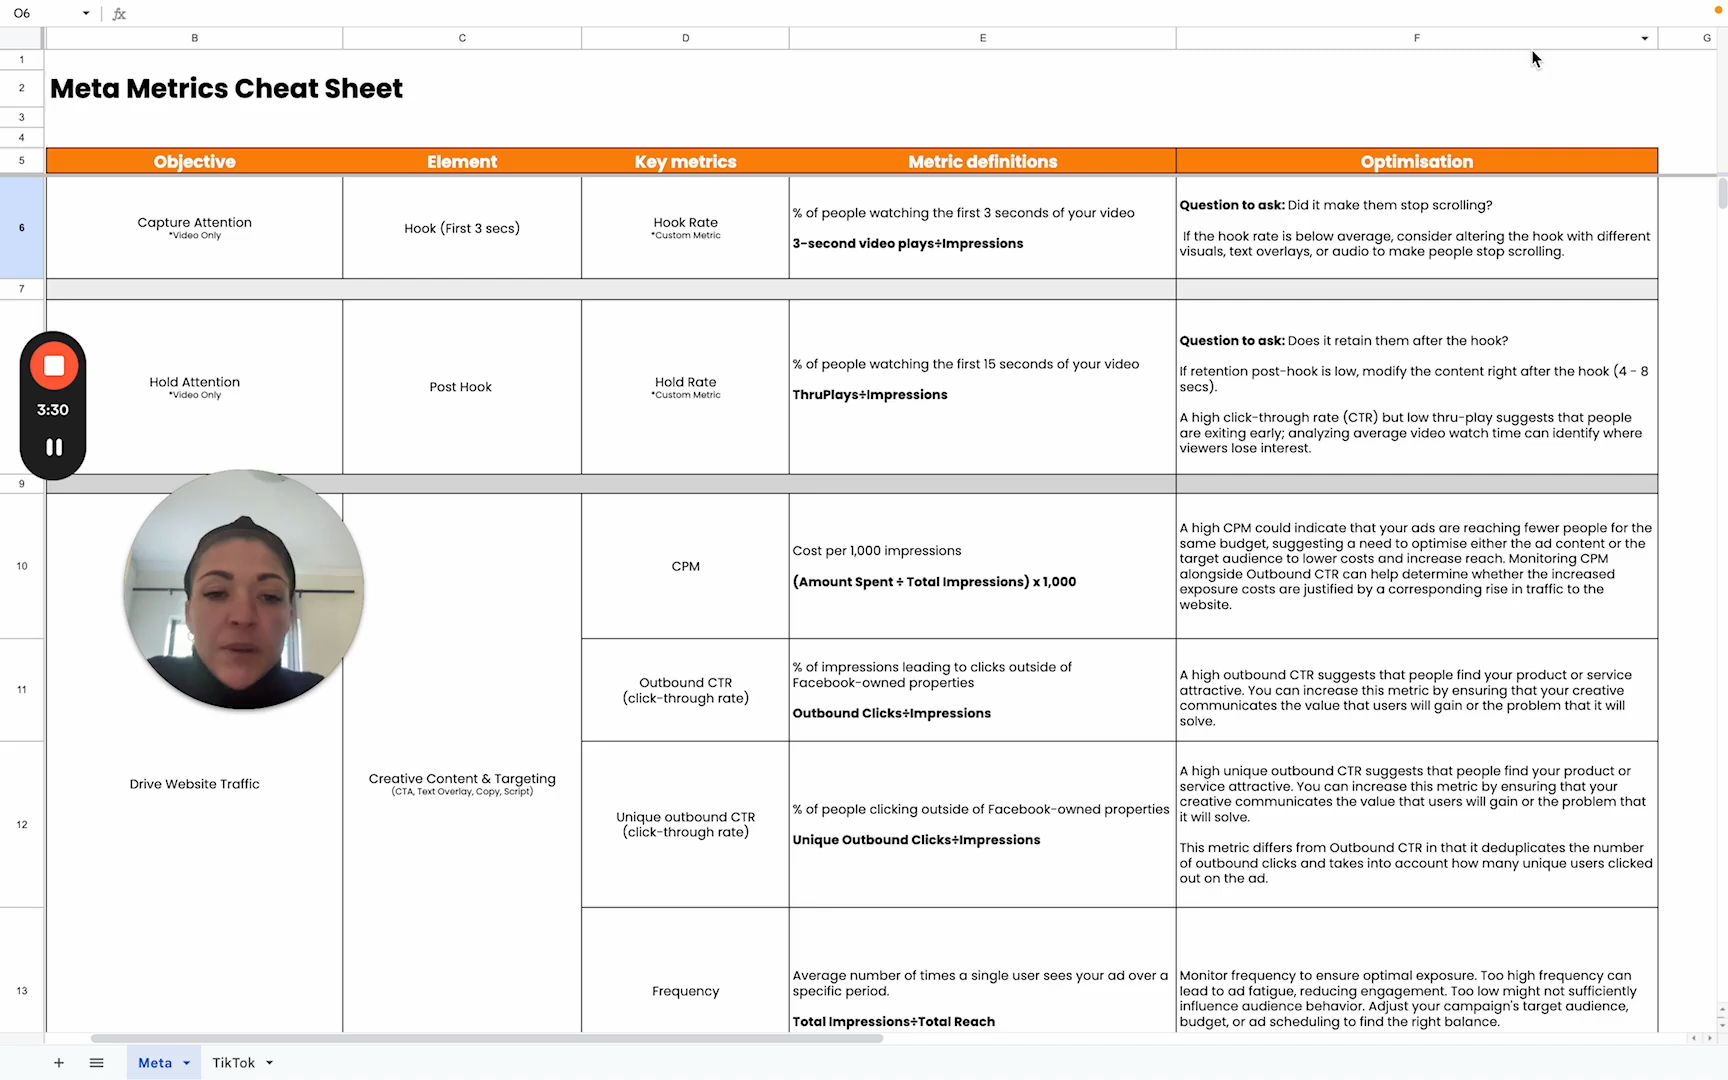 O6
fx
B
C
D
E
F
G
1
2
Meta Metrics Cheat Sheet
3
4
5
Objective
Element
Key metrics
Metric definitions
Optimisation
6
Capture Attention
*Video Only
Hook (First 3 secs)
Hook Rate
*Custom Metric
% of people watching the first 3 seconds of your video
3-second video plays÷Impressions
Question to ask: Did it make them stop scrolling?
If the hook rate is below average, consider altering the hook with different
visuals, text overlays, or audio to make people stop scrolling.
7
Hold Attention
*Video Only
Post Hook
Hold Rate
*Custom Metric
% of people watching the first 15 seconds of your video
ThruPlays÷Impressions
Question to ask: Does it retain them after the hook?
If retention post-hook is low, modify the content right after the hook (4 - 8
secs).
A high click-through rate (CTR) but low thru-play suggests that people
are exiting early; analyzing average video watch time can identify where
viewers lose interest.
3:30
9
10
CPM
Cost per 1,000 impressions
(Amount Spent ÷ Total Impressions) x 1,000
A high CPM could indicate that your ads are reaching fewer people for the
same budget, suggesting a need to optimise either the ad content or the
target audience to lower costs and increase reach. Monitoring CPM
alongside Outbound CTR can help determine whether the increased
exposure costs are justified by a corresponding rise in traffic to the
website.
11
Outbound CTR
(click-through rate)
% of impressions leading to clicks outside of
Facebook-owned properties
Outbound Clicks÷Impressions
A high outbound CTR suggests that people find your product or service
attractive. You can increase this metric by ensuring that your creative
communicates the value that users will gain or the problem that it will
solve.
Drive Website Traffic
Creative Content & Targeting
(CTA, Text Overlay, Copy, Script)
12
Unique outbound CTR
(click-through rate)
% of people clicking outside of Facebook-owned properties
Unique Outbound Clicks÷Impressions
A high unique outbound CTR suggests that people find your product or
service attractive. You can increase this metric by ensuring that your
creative communicates the value that users will gain or the problem that
it will solve.
This metric differs from Outbound CTR in that it deduplicates the number
of outbound clicks and takes into account how many unique users clicked
out on the ad.
13
Frequency
Average number of times a single user sees your ad over a
specific period.
Total Impressions÷Total Reach
Monitor frequency to ensure optimal exposure. Too high frequency can
lead to ad fatigue, reducing engagement. Too low might not sufficiently
influence audience behavior. Adjust your campaign's target audience,
budget, or ad scheduling to find the right balance.
Meta
TikTok